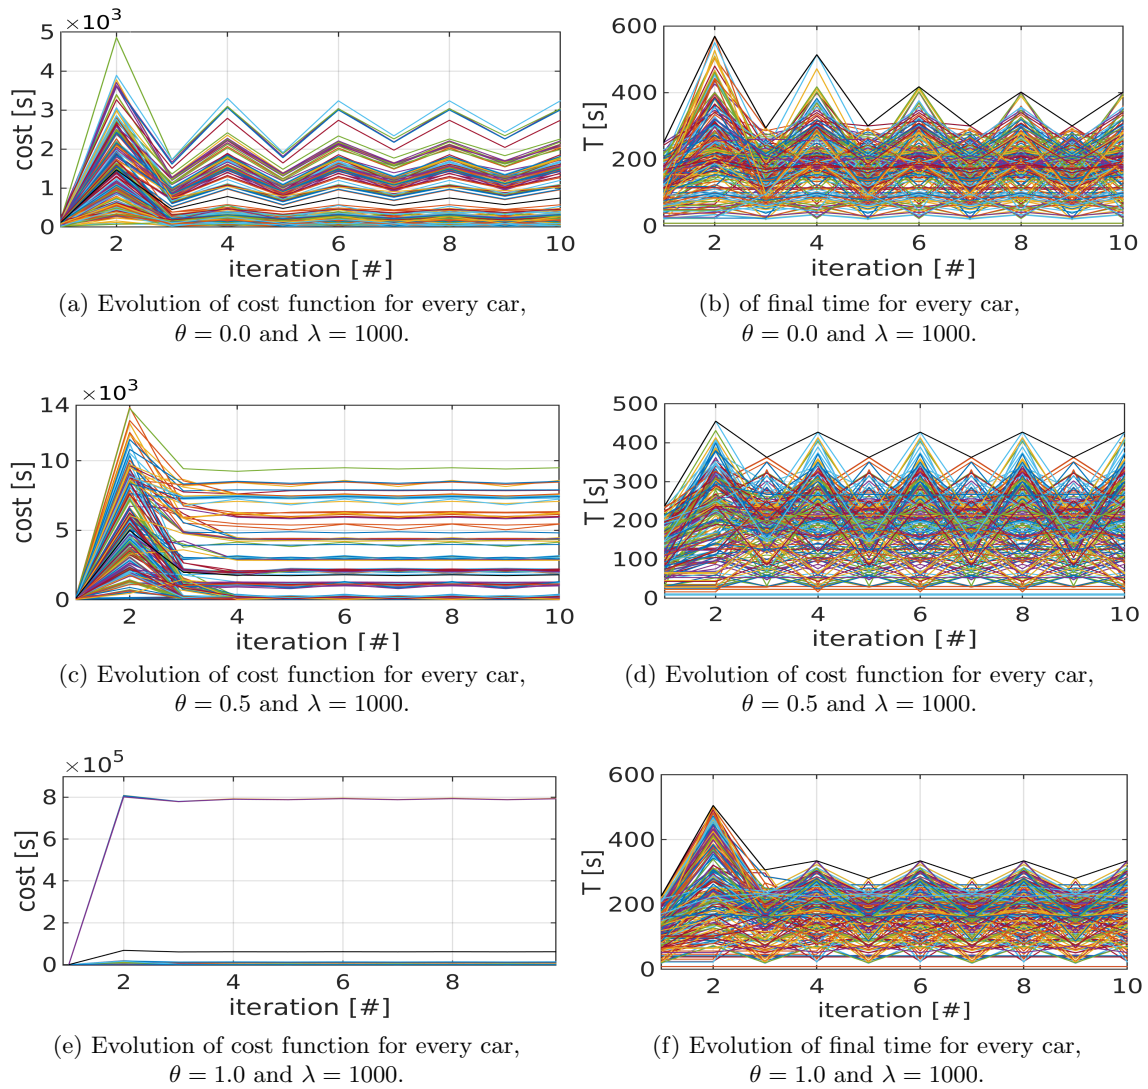 ×10³
5
4
3
2
1
0
cost [s]
2 4 6 8 10
iteration [#]
(a) Evolution of cost function for every car,
θ = 0.0 and λ = 1000.
600
400
200
0
T [s]
2 4 6 8 10
iteration [#]
(b) of final time for every car,
θ = 0.0 and λ = 1000.
×10³
14
10
5
0
cost [s]
2 4 6 8 10
iteration [#]
(c) Evolution of cost function for every car,
θ = 0.5 and λ = 1000.
500
400
300
200
100
0
T [s]
2 4 6 8 10
iteration [#]
(d) Evolution of cost function for every car,
θ = 0.5 and λ = 1000.
×10⁵
8
6
4
2
0
cost [s]
2 4 6 8
iteration [#]
(e) Evolution of cost function for every car,
θ = 1.0 and λ = 1000.
600
400
200
0
T [s]
2 4 6 8 10
iteration [#]
(f) Evolution of final time for every car,
θ = 1.0 and λ = 1000.